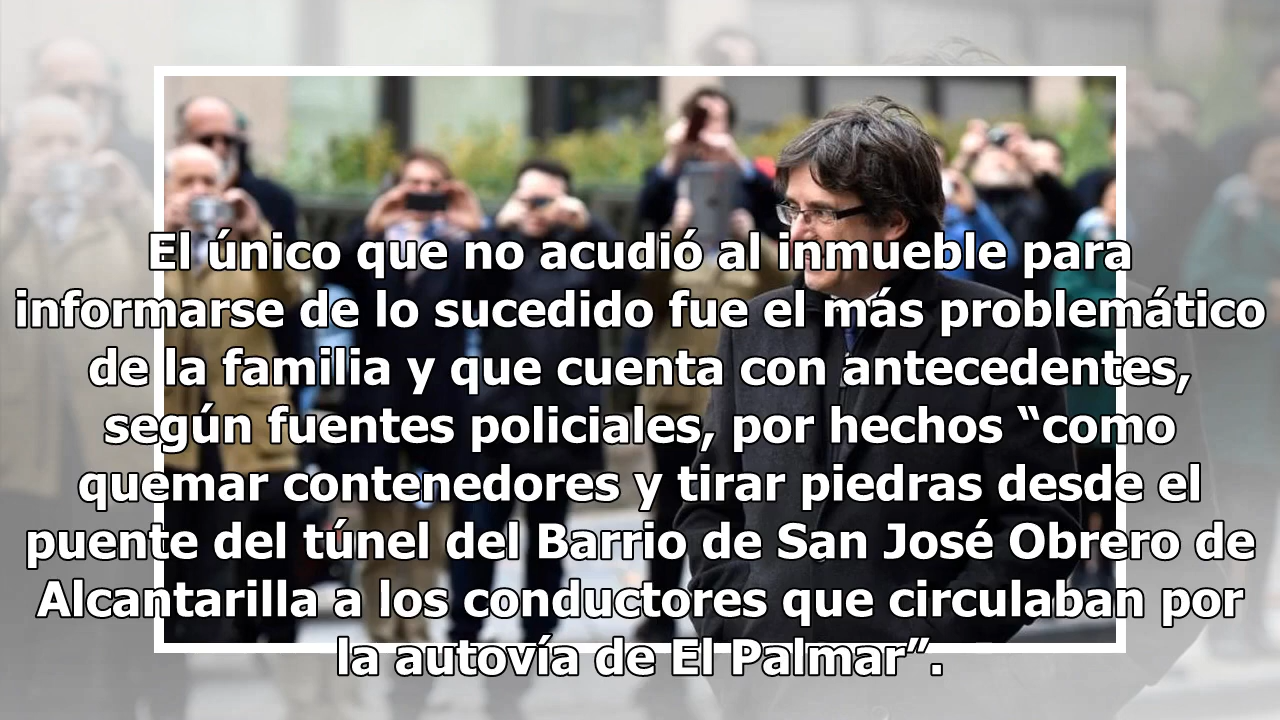 El único que no acudió al inmueble para
informarse de lo sucedido fue el más problemático
de la familia y que cuenta con antecedentes,
según fuentes policiales, por hechos “como
quemar contenedores y tirar piedras desde el
puente del túnel del Barrio de San José Obrero de
Alcantarilla a los conductores que circulaban por
la autovía de El Palmar”.